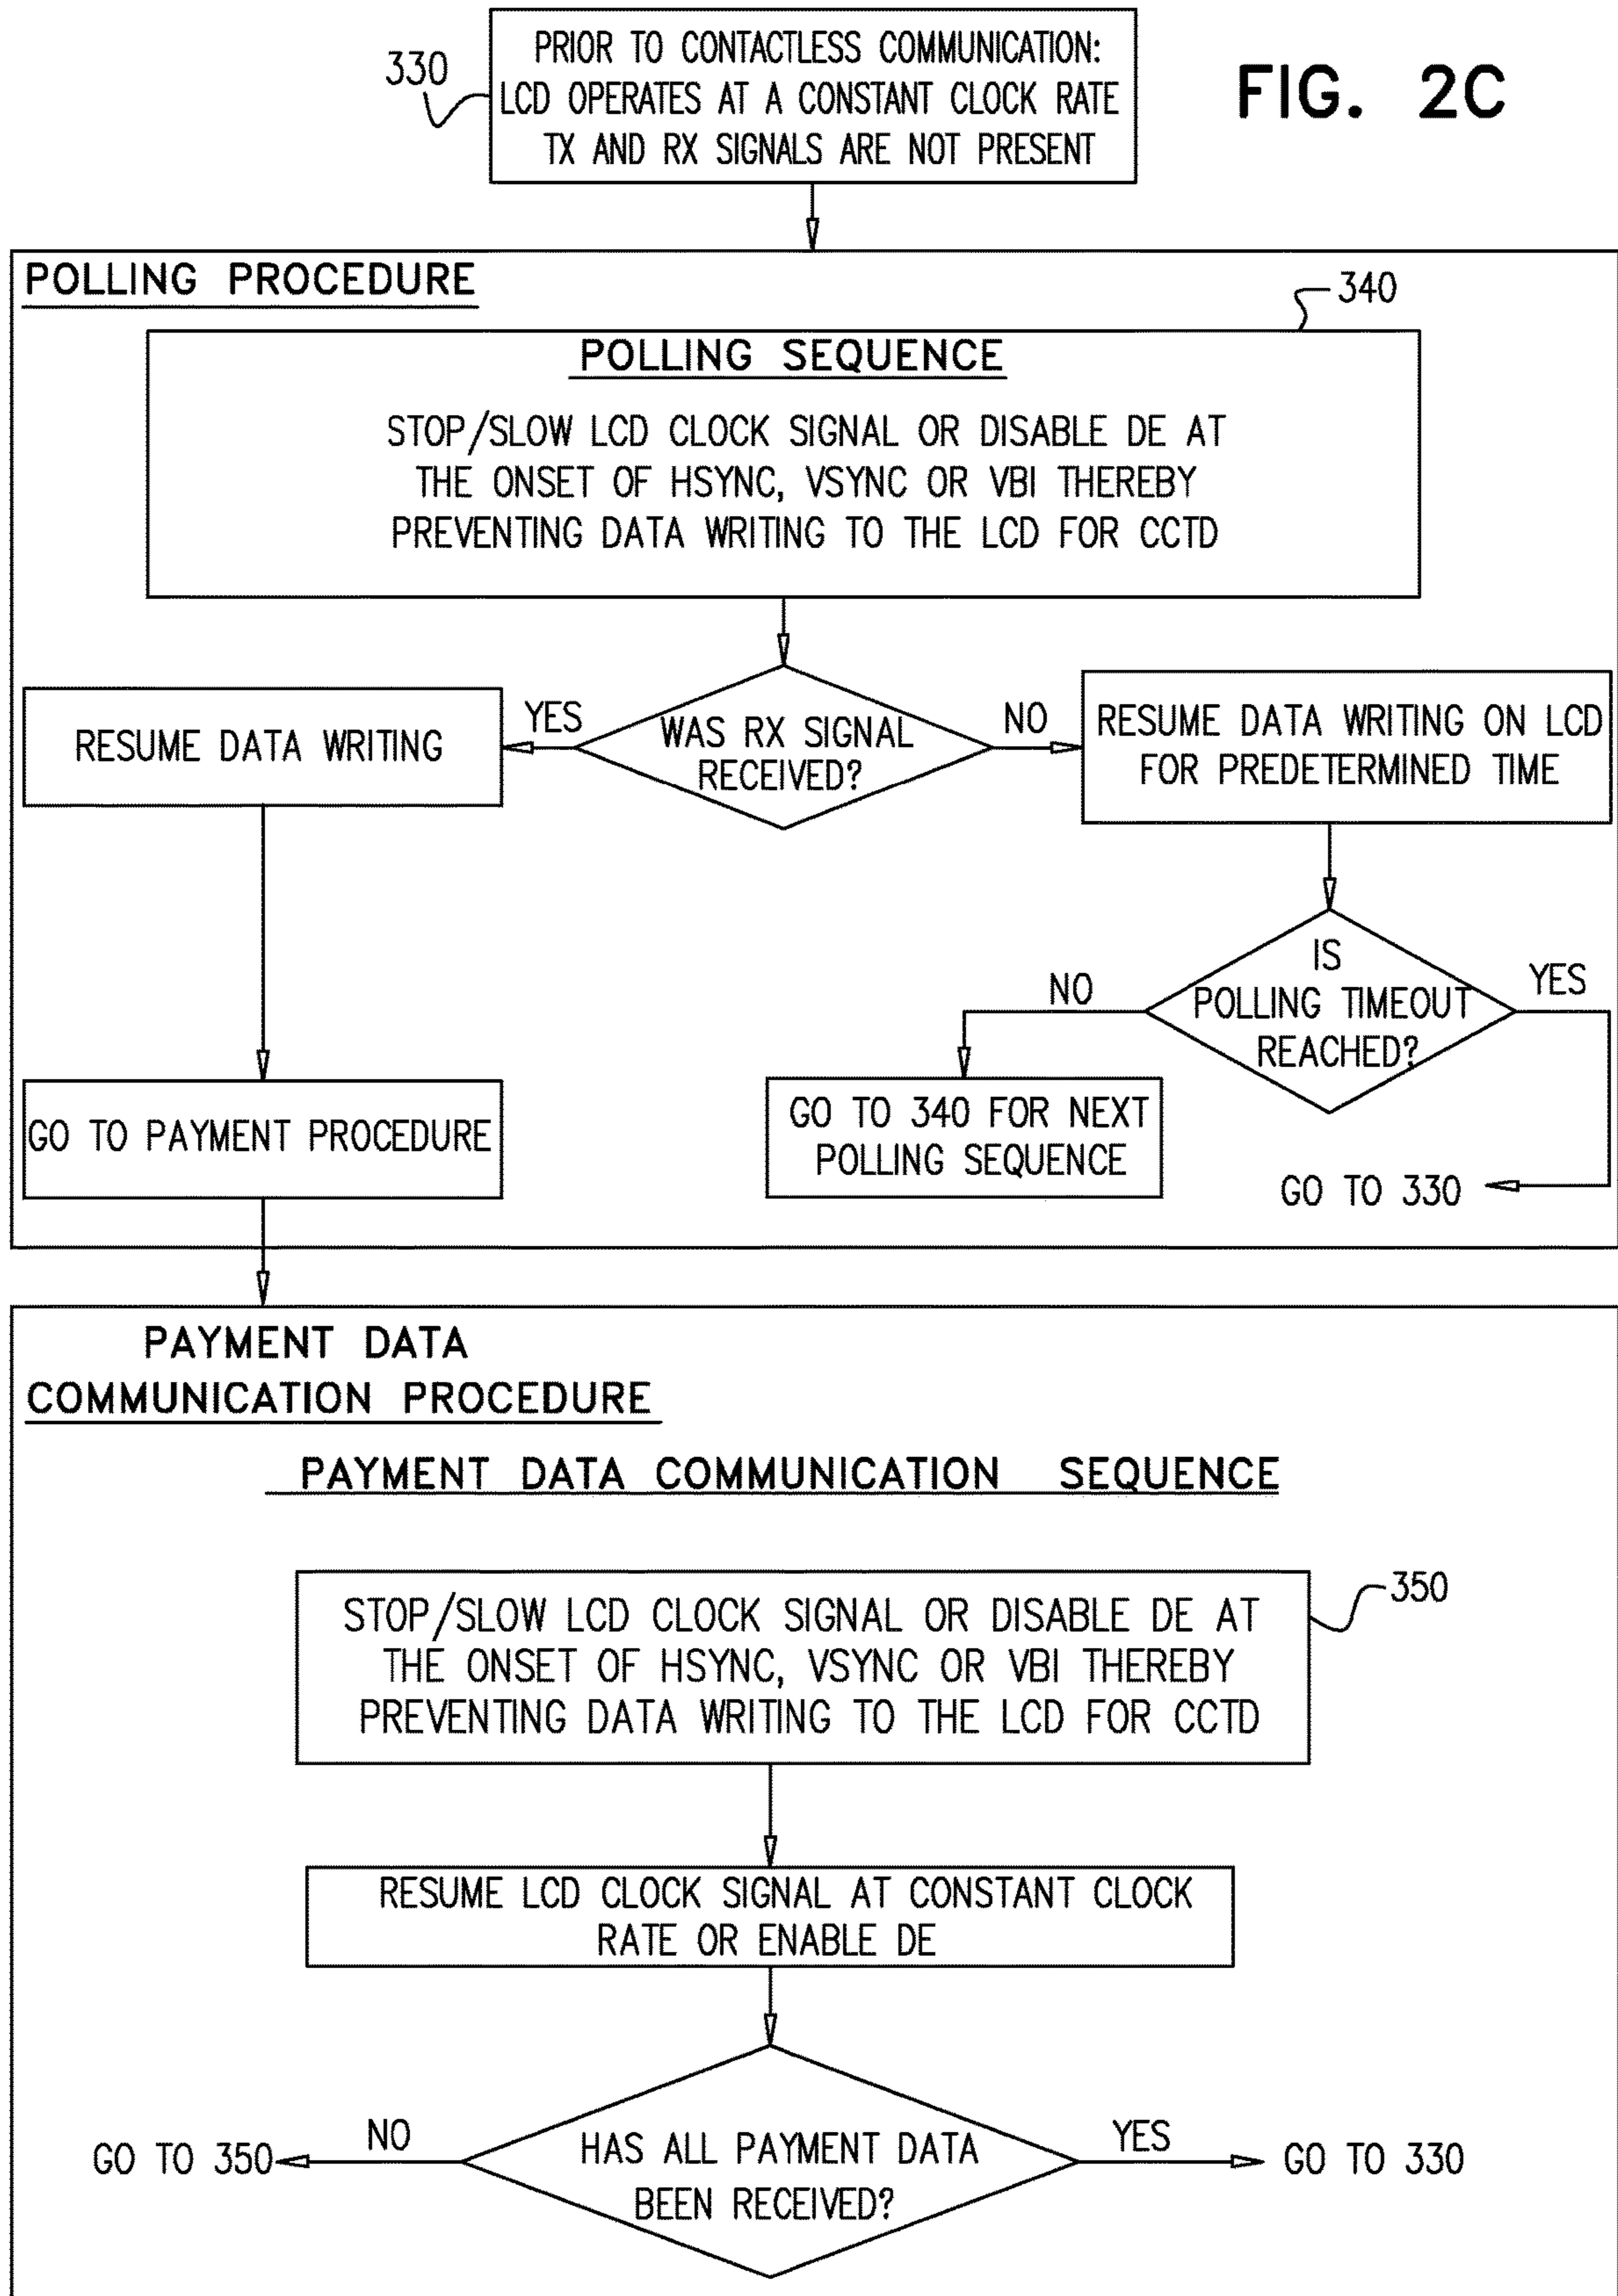 330
PRIOR TO CONTACTLESS COMMUNICATION:
LCD OPERATES AT A CONSTANT CLOCK RATE
TX AND RX SIGNALS ARE NOT PRESENT
FIG. 2C
POLLING PROCEDURE
340
POLLING SEQUENCE
STOP/SLOW LCD CLOCK SIGNAL OR DISABLE DE AT
THE ONSET OF HSYNC, VSYNC OR VBI THEREBY
PREVENTING DATA WRITING TO THE LCD FOR CCTD
RESUME DATA WRITING
YES
WAS RX SIGNAL
RECEIVED?
NO
RESUME DATA WRITING ON LCD
FOR PREDETERMINED TIME
IS
POLLING TIMEOUT
REACHED?
NO
YES
GO TO PAYMENT PROCEDURE
GO TO 340 FOR NEXT
POLLING SEQUENCE
GO TO 330
PAYMENT DATA
COMMUNICATION PROCEDURE
PAYMENT DATA COMMUNICATION SEQUENCE
350
STOP/SLOW LCD CLOCK SIGNAL OR DISABLE DE AT
THE ONSET OF HSYNC, VSYNC OR VBI THEREBY
PREVENTING DATA WRITING TO THE LCD FOR CCTD
RESUME LCD CLOCK SIGNAL AT CONSTANT CLOCK
RATE OR ENABLE DE
GO TO 350
NO
HAS ALL PAYMENT DATA
BEEN RECEIVED?
YES
GO TO 330